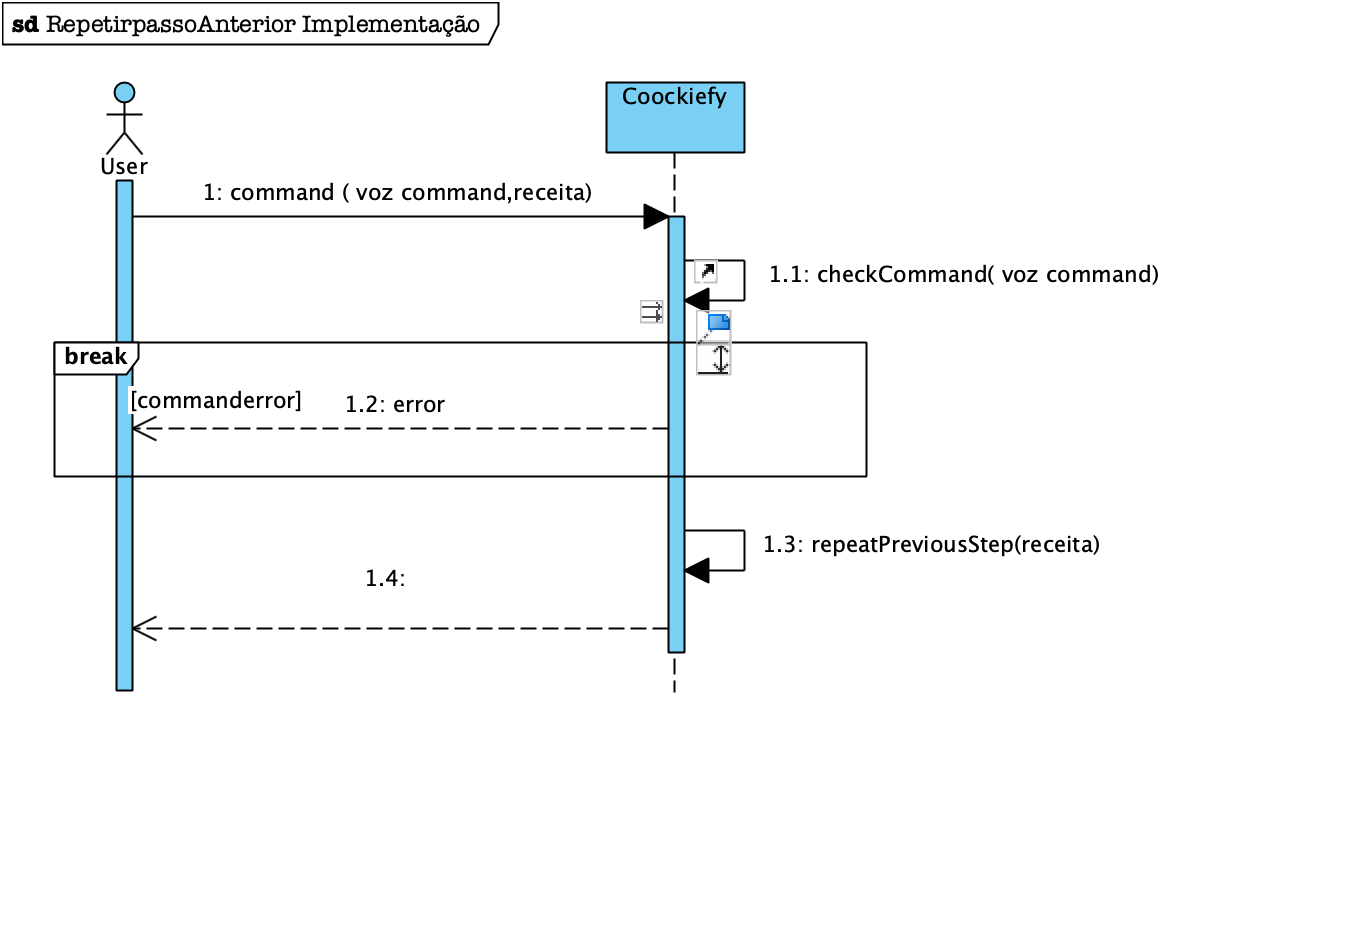 sd RepetirpassoAnterior Implementação
Coockiefy
User
1: command ( voz command,receita)
1.1: checkCommand( voz command)
break
[commanderror]
1.2: error
1.3: repeatPreviousStep(receita)
1.4: